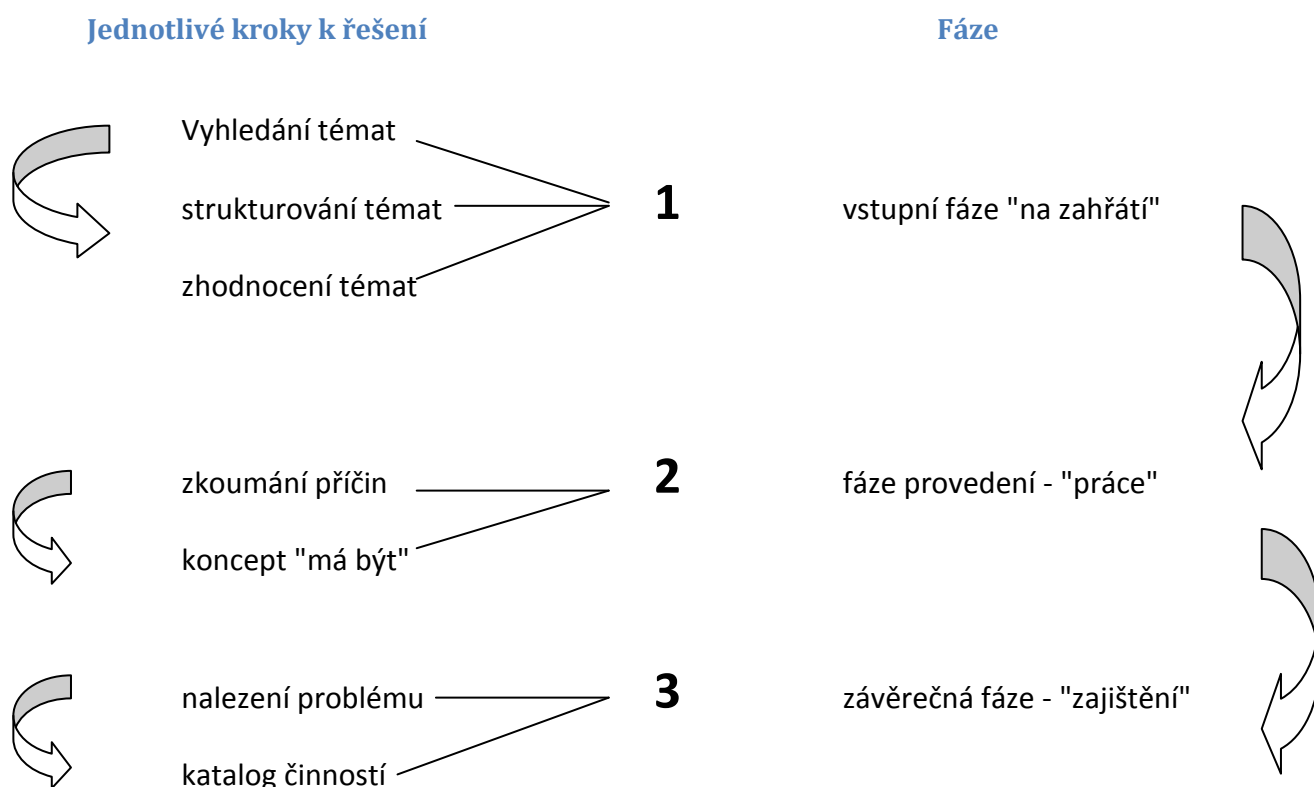 Jednotlivé kroky k řešení Fáze
Vyhledání témat
strukturování témat 1 vstupní fáze "na zahřátí"
zhodnocení témat
zkoumání příčin 2 fáze provedení - "práce"
koncept "má být"
nalezení problému 3 závěrečná fáze - "zajištění"
katalog činností